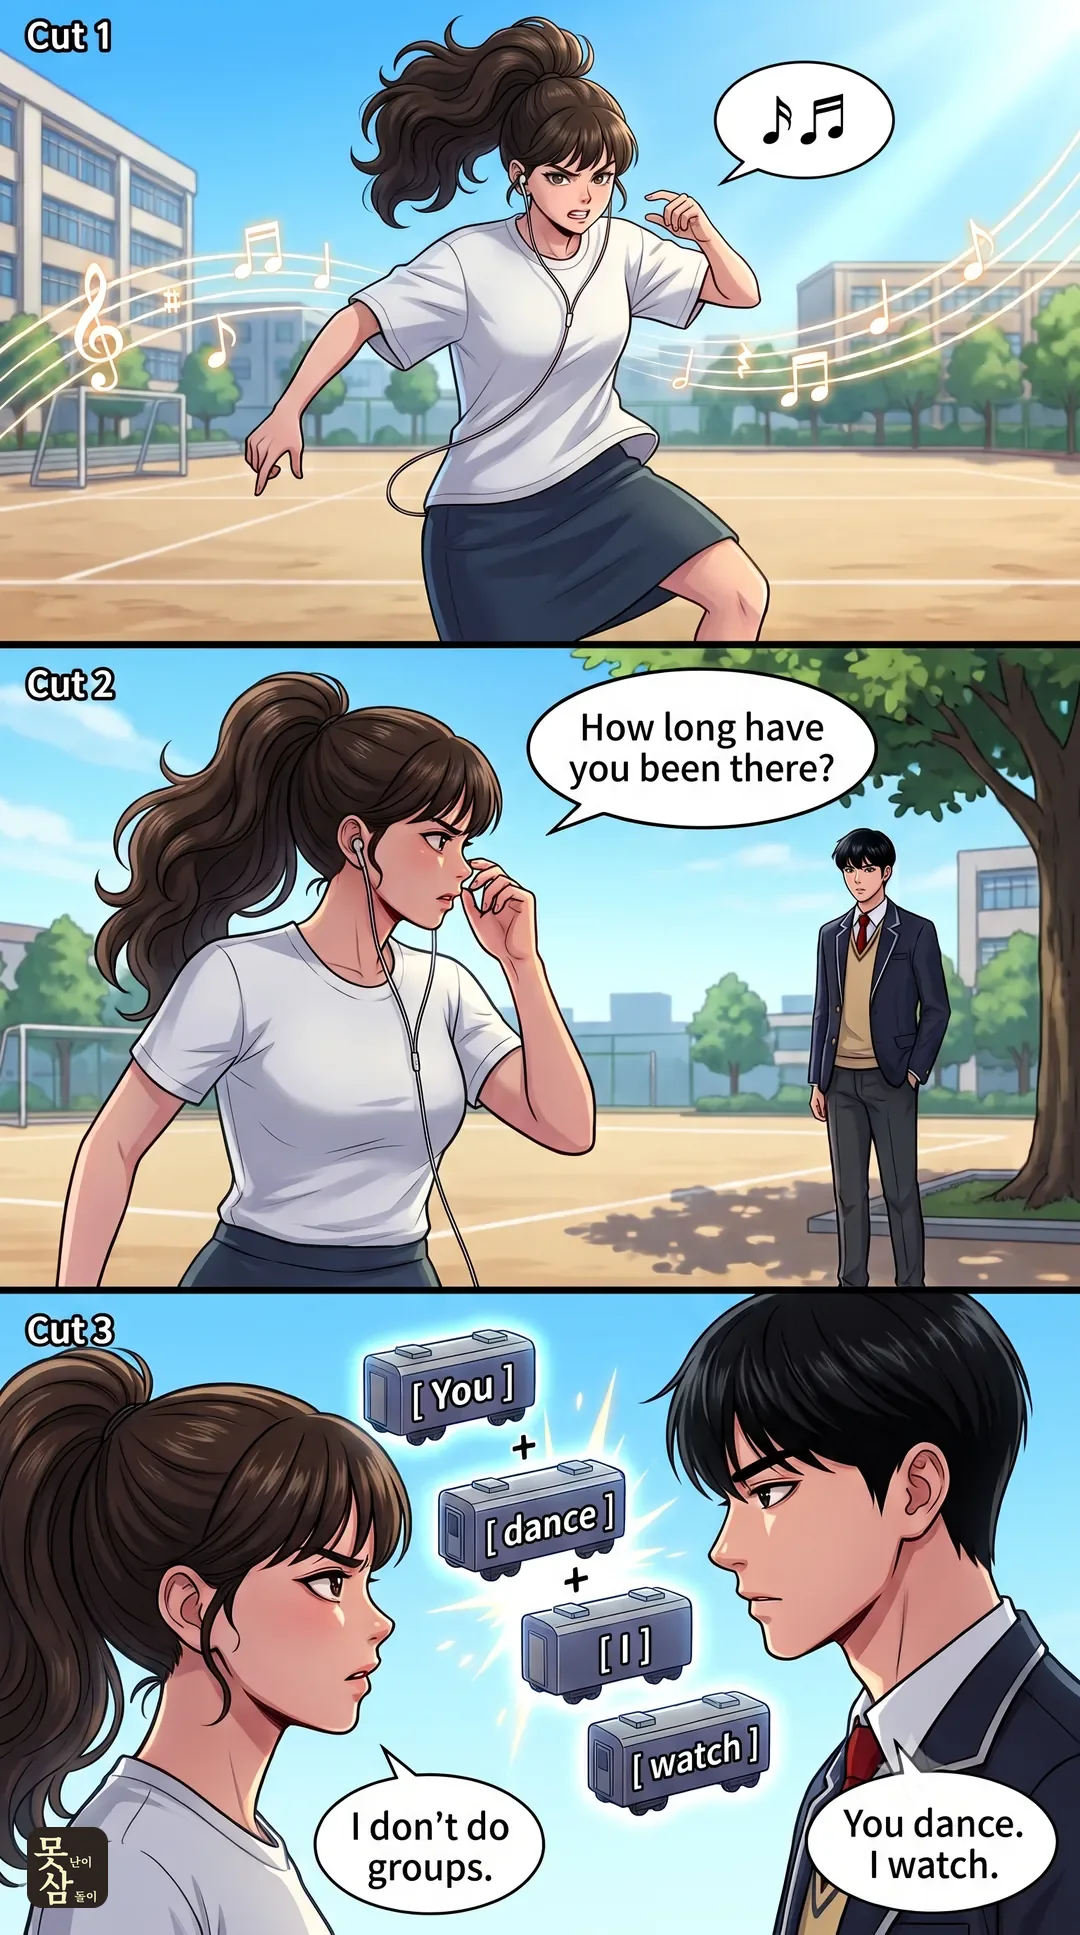 Cut 1
Cut 2
How long have
you been there?
Cut 3
[ You ]
+
[ dance ]
+
[ I ]
[ watch ]
I don't do
groups.
You dance.
I watch.
못난이
삼돌이